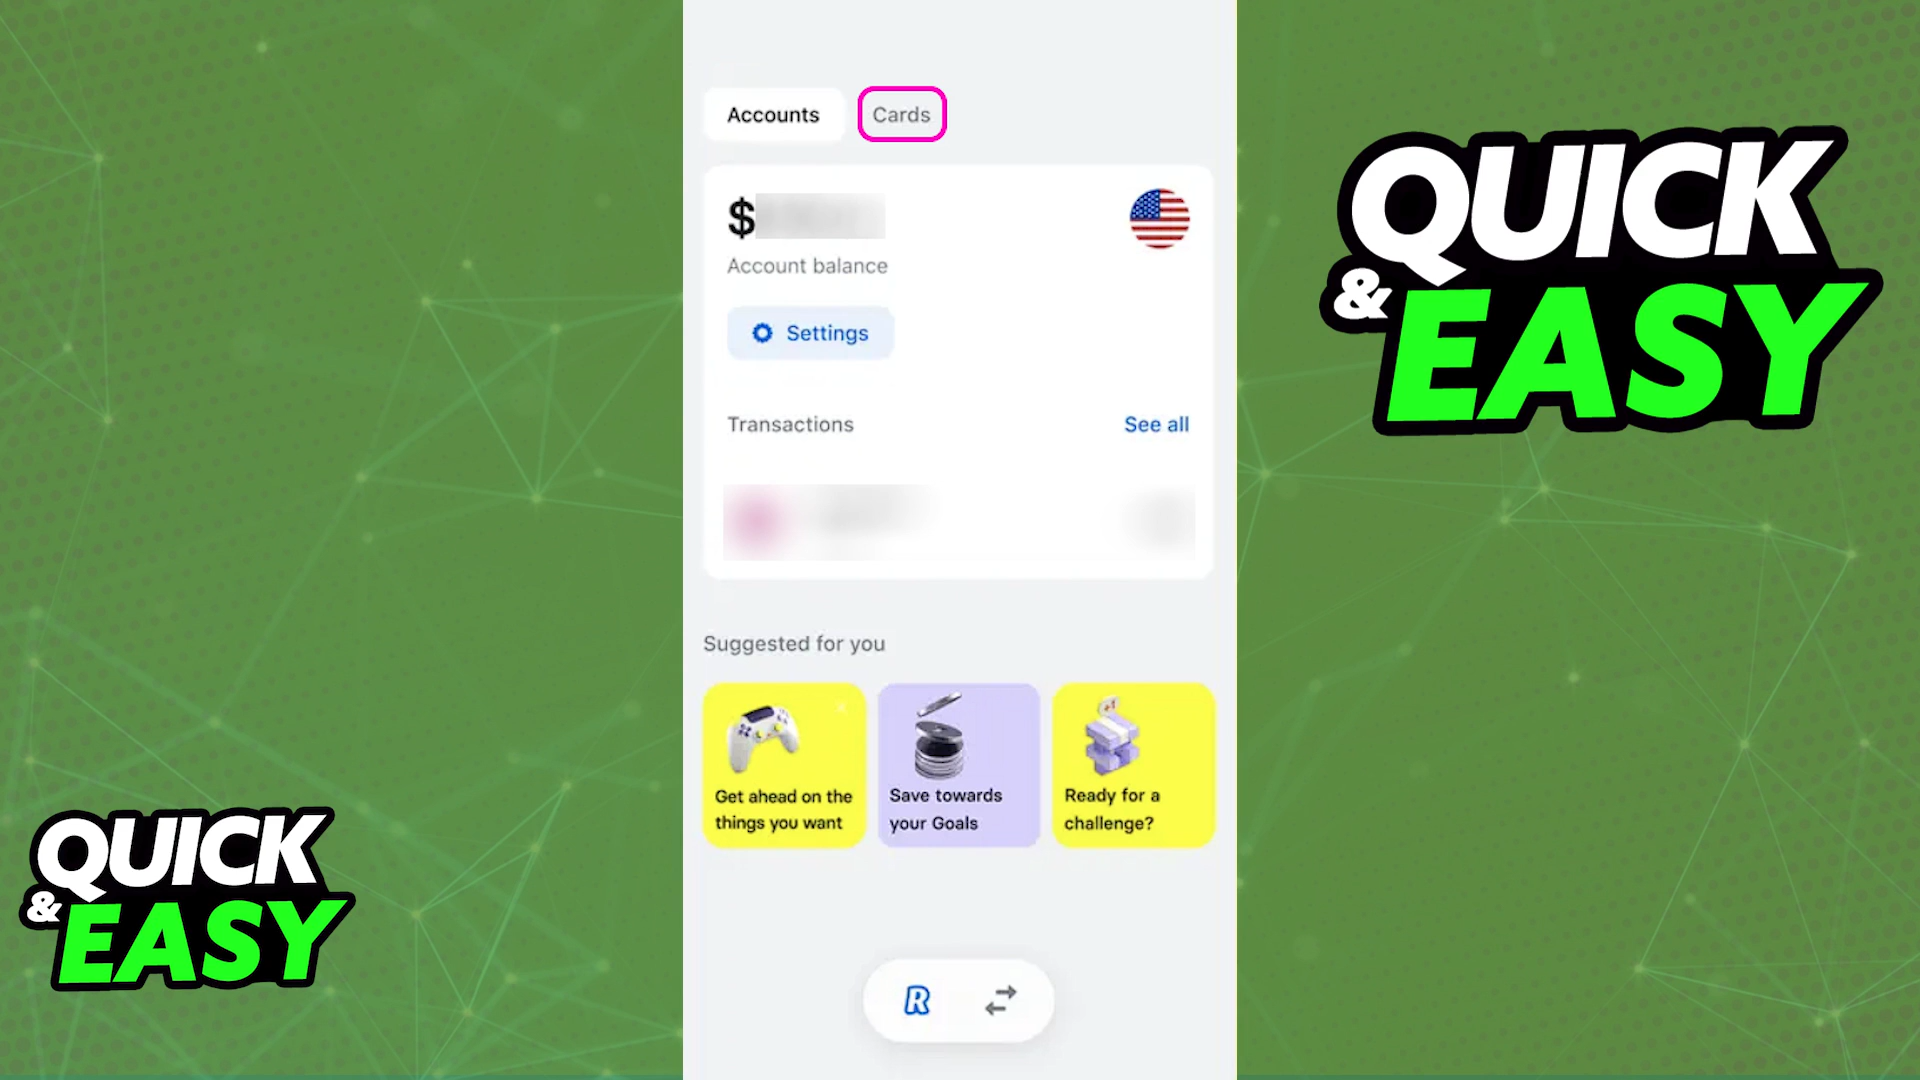 Accounts
Cards
$
Account balance
Settings
Transactions
See all
Suggested for you
Get ahead on the
things you want
Save towards
your Goals
Ready for a
challenge?
R
QUICK
& EASY
QUICK
& EASY